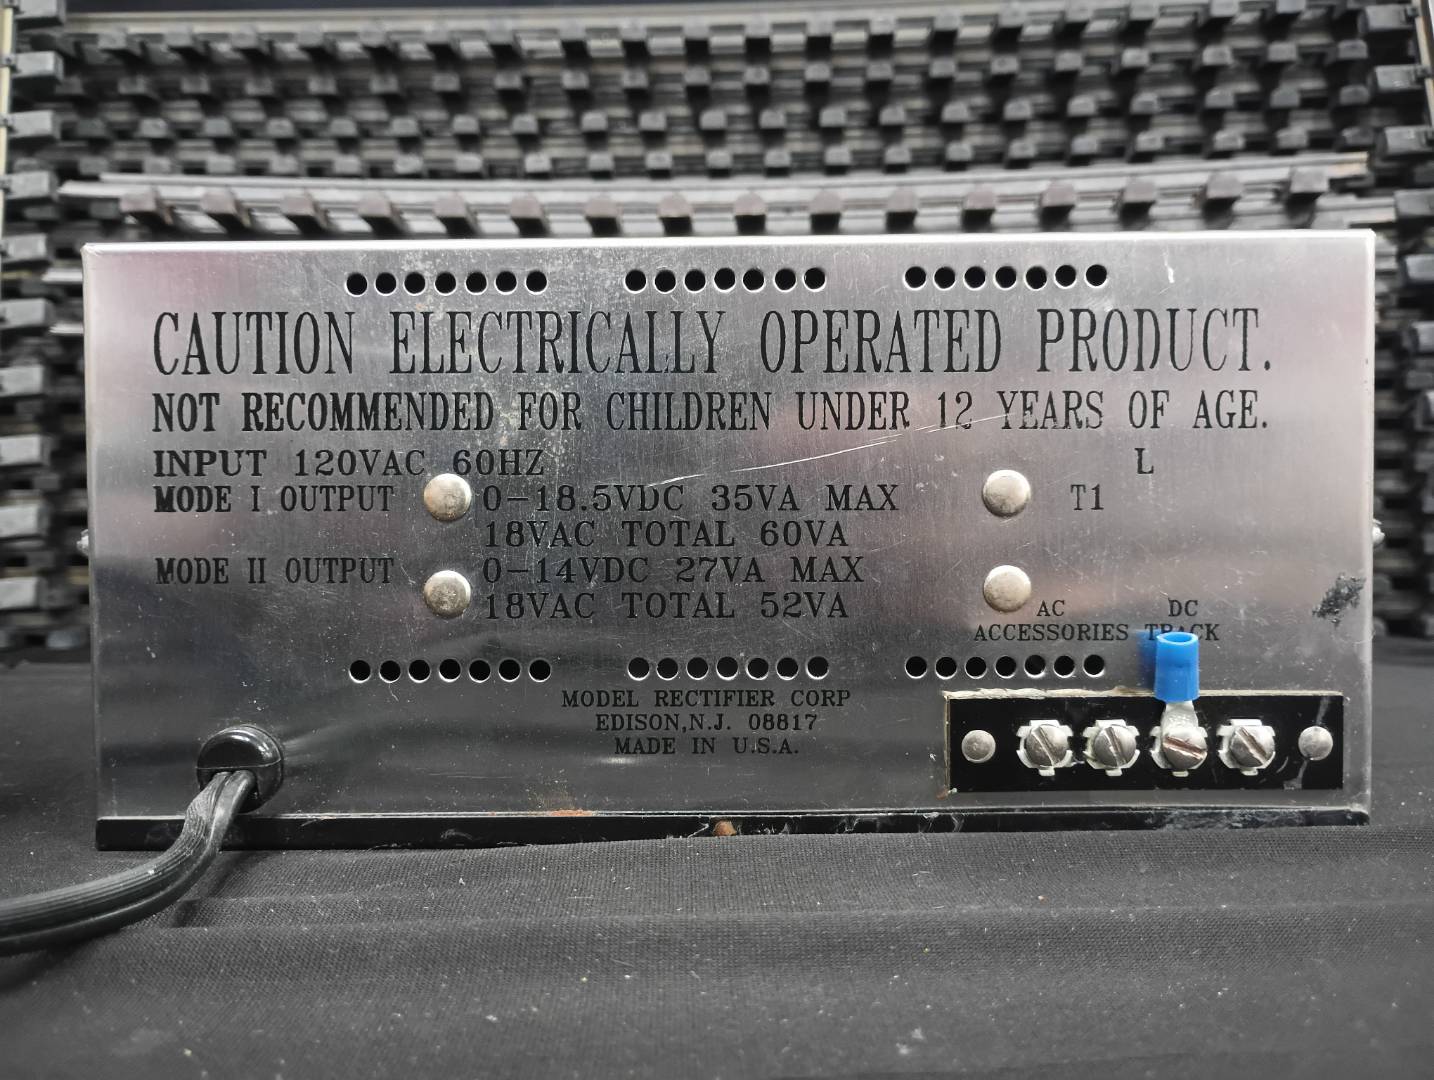 CAUTION ELECTRICALLY OPERATED PRODUCT.
NOT RECOMMENDED FOR CHILDREN UNDER 12 YEARS OF AGE.
INPUT 120VAC 60HZ L
MODE I OUTPUT 0-18.5VDC 35VA MAX T1
18VAC TOTAL 60VA
MODE II OUTPUT 0-14VDC 27VA MAX
18VAC TOTAL 52VA
AC DC
ACCESSORIES TRACK
MODEL RECTIFIER CORP
EDISON,N.J. 08817
MADE IN U.S.A.